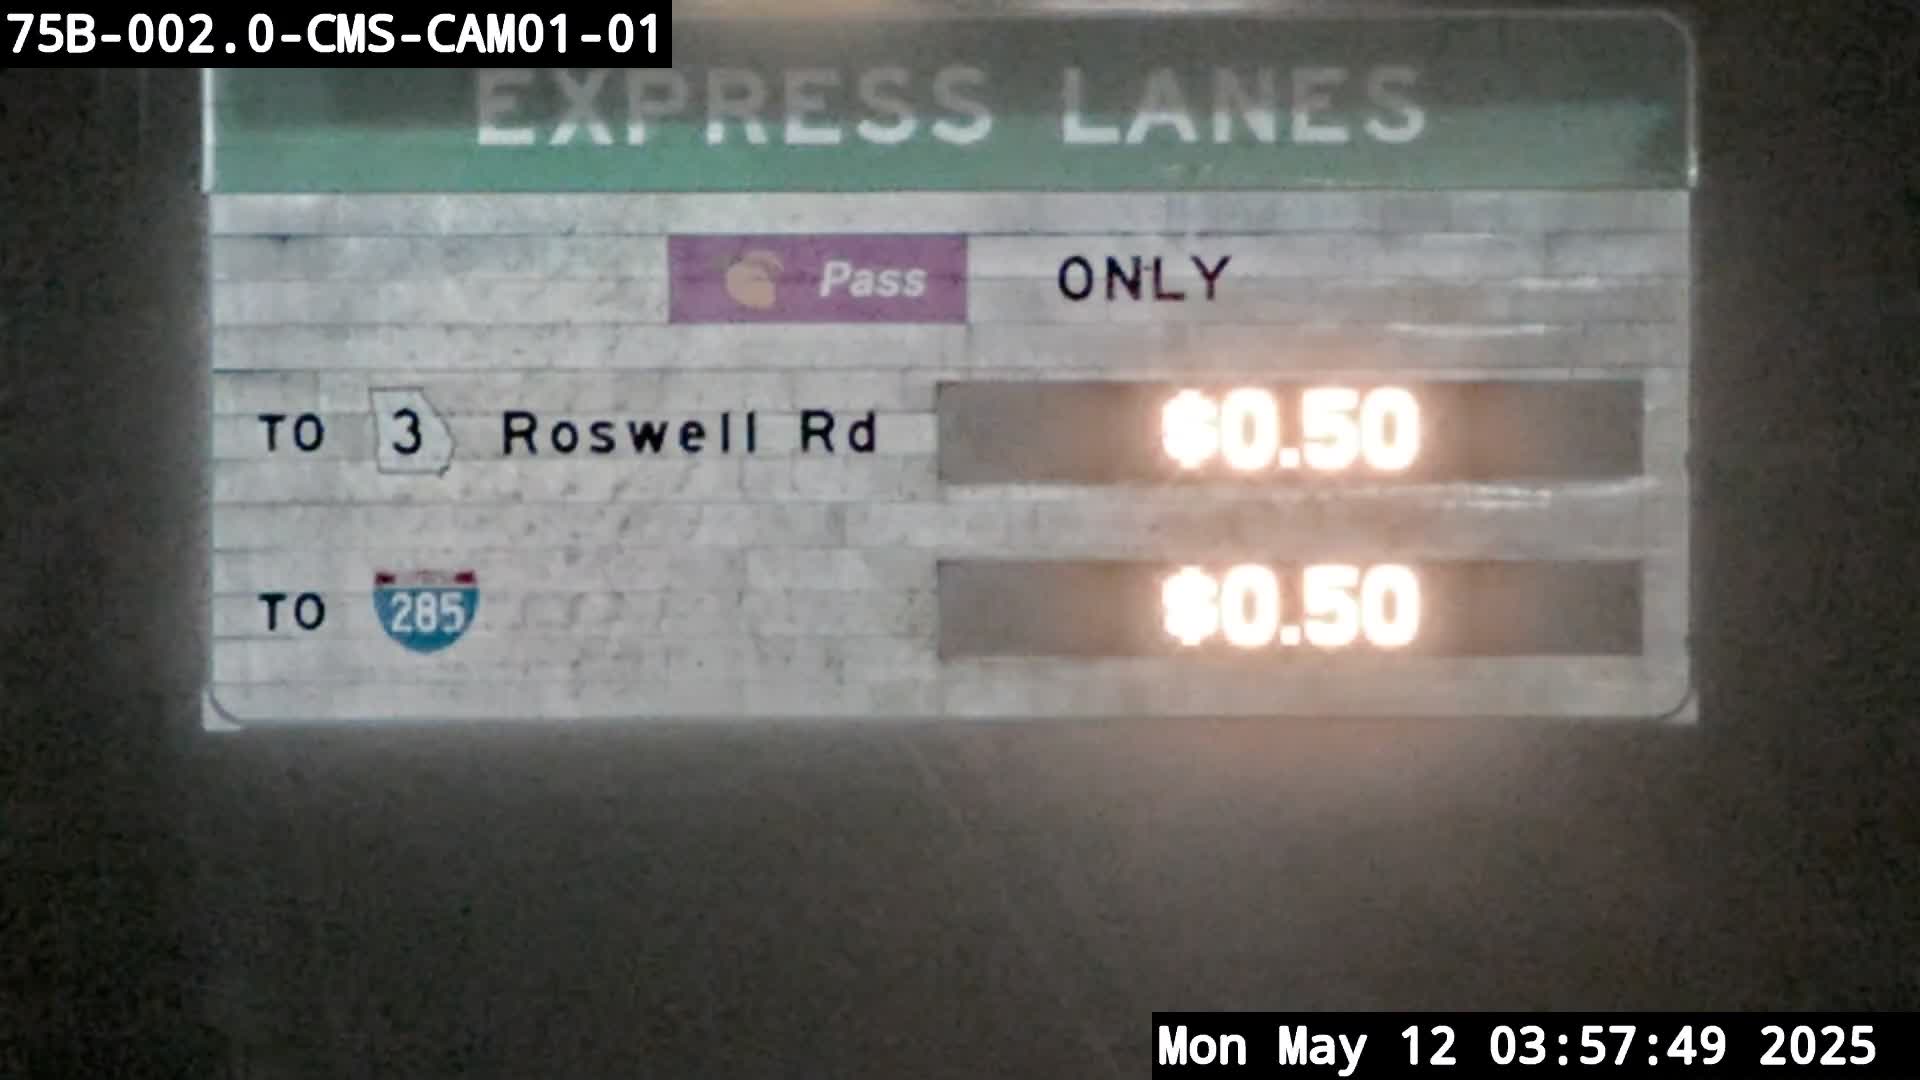 75B-002.0-CMS-CAM01-01
EXPRESS LANES
Pass ONLY
TO 3 Roswell Rd $0.50
TO 285 $0.50
Mon May 12 03:57:49 2025